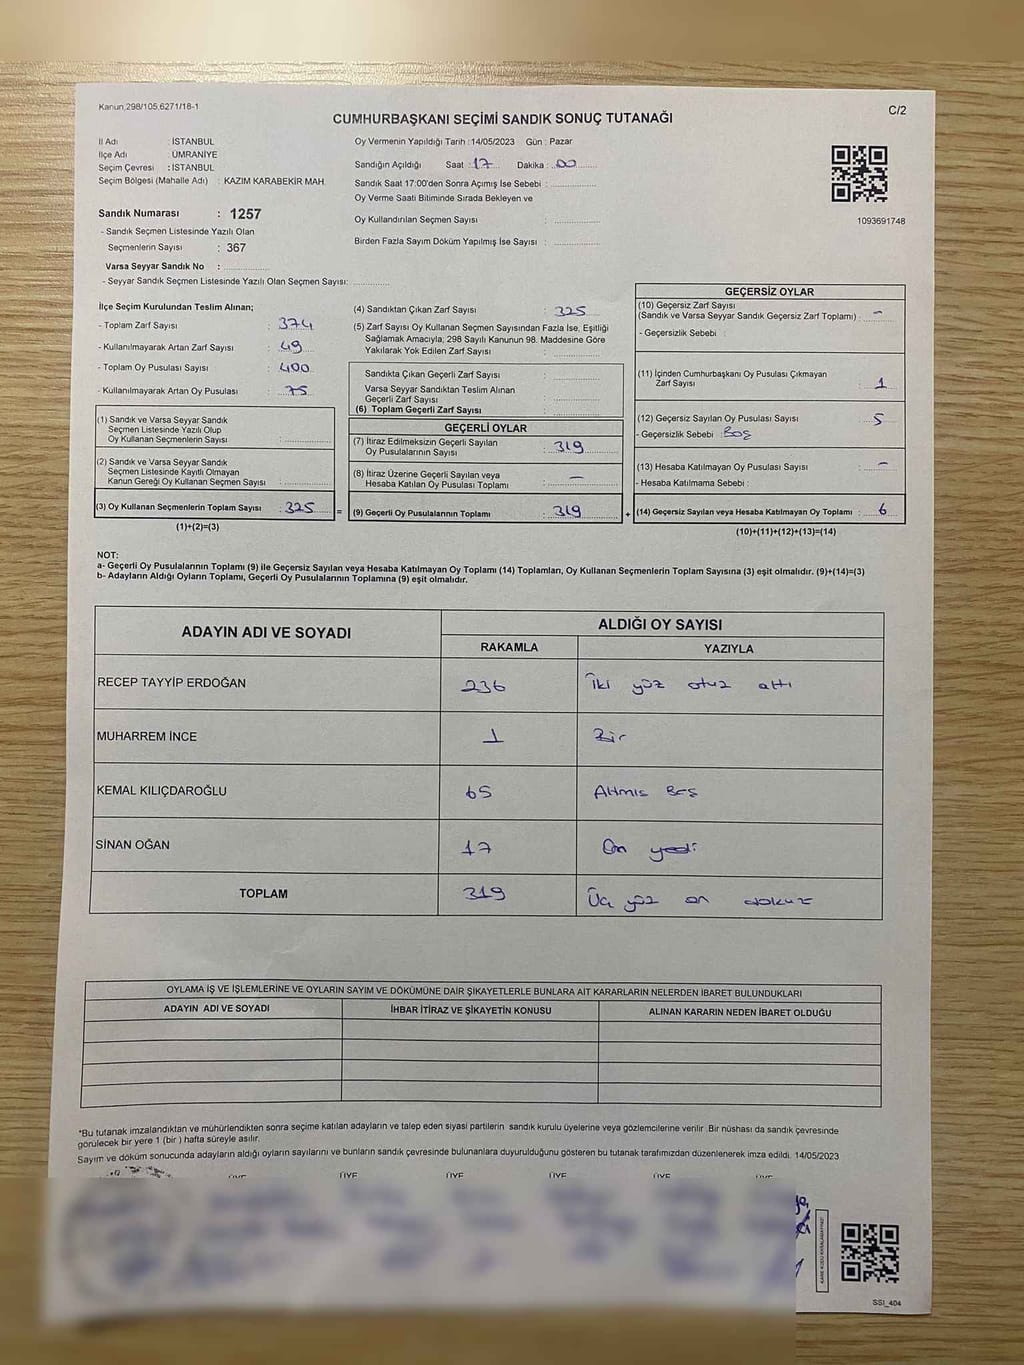 Kanun,298/105,6271/18-1
C/2
CUMHURBAŞKANI SEÇİMİ SANDIK SONUÇ TUTANAĞI
İl Adı : İSTANBUL
İlçe Adı : ÜMRANİYE
Seçim Çevresi : İSTANBUL
Seçim Bölgesi (Mahalle Adı) : KAZIM KARABEKİR MAH.
Sandık Numarası : 1257
- Sandık Seçmen Listesinde Yazılı Olan
Seçmenlerin Sayısı : 367
Varsa Seyyar Sandık No :
- Seyyar Sandık Seçmen Listesinde Yazılı Olan Seçmen Sayısı:
Oy Vermenin Yapıldığı Tarih :14/05/2023 Gün : Pazar
Sandığın Açıldığı Saat : 17 Dakika : 00
Sandık Saat 17:00'den Sonra Açımış İse Sebebi :
Oy Verme Saati Bitiminde Sırada Bekleyen ve
Oy Kullandırılan Seçmen Sayısı :
Birden Fazla Sayım Döküm Yapılmış İse Sayısı :
1093691748
İlçe Seçim Kurulundan Teslim Alınan;
- Toplam Zarf Sayısı : 374
- Kullanılmayarak Artan Zarf Sayısı : 49
- Toplam Oy Pusulası Sayısı : 400
- Kullanılmayarak Artan Oy Pusulası : 75
(1) Sandık ve Varsa Seyyar Sandık
Seçmen Listesinde Yazılı Olup
Oy Kullanan Seçmenlerin Sayısı :
(2) Sandık ve Varsa Seyyar Sandık
Seçmen Listesinde Kayıtlı Olmayan
Kanun Gereği Oy Kullanan Seçmen Sayısı :
(3) Oy Kullanan Seçmenlerin Toplam Sayısı : 325
(1)+(2)=(3)
(4) Sandıktan Çıkan Zarf Sayısı : 325
(5) Zarf Sayısı Oy Kullanan Seçmen Sayısından Fazla İse, Eşitliği
Sağlamak Amacıyla, 298 Sayılı Kanunun 98. Maddesine Göre
Yakılarak Yok Edilen Zarf Sayısı :
Sandıkta Çıkan Geçerli Zarf Sayısı :
Varsa Seyyar Sandıktan Teslim Alınan
Geçerli Zarf Sayısı :
(6) Toplam Geçerli Zarf Sayısı :
GEÇERLİ OYLAR
(7) İtiraz Edilmeksizin Geçerli Sayılan
Oy Pusulalarının Sayısı : 319
(8) İtiraz Üzerine Geçerli Sayılan veya
Hesaba Katılan Oy Pusulası Toplamı : –
= (9) Geçerli Oy Pusulalarının Toplamı : 319 +
GEÇERSİZ OYLAR
(10) Geçersiz Zarf Sayısı
(Sandık ve Varsa Seyyar Sandık Geçersiz Zarf Toplamı) : –
- Geçersizlik Sebebi :
(11) İçinden Cumhurbaşkanı Oy Pusulası Çıkmayan
Zarf Sayısı : 1
(12) Geçersiz Sayılan Oy Pusulası Sayısı : 5
- Geçersizlik Sebebi : Boş
(13) Hesaba Katılmayan Oy Pusulası Sayısı : –
- Hesaba Katılmama Sebebi :
(14) Geçersiz Sayılan veya Hesaba Katılmayan Oy Toplamı : 6
(10)+(11)+(12)+(13)=(14)
NOT:
a- Geçerli Oy Pusulalarının Toplamı (9) ile Geçersiz Sayılan veya Hesaba Katılmayan Oy Toplamı (14) Toplamları, Oy Kullanan Seçmenlerin Toplam Sayısına (3) eşit olmalıdır. (9)+(14)=(3)
b- Adayların Aldığı Oyların Toplamı, Geçerli Oy Pusulalarının Toplamına (9) eşit olmalıdır.
ADAYIN ADI VE SOYADI
ALDIĞI OY SAYISI
RAKAMLA YAZIYLA
RECEP TAYYİP ERDOĞAN 236 İki yüz otuz altı
MUHARREM İNCE 1 Bir
KEMAL KILIÇDAROĞLU 65 Altmış Beş
SİNAN OĞAN 17 On yedi
TOPLAM 319 Üç yüz on dokuz
OYLAMA İŞ VE İŞLEMLERİNE VE OYLARIN SAYIM VE DÖKÜMÜNE DAİR ŞİKAYETLERLE BUNLARA AİT KARARLARIN NELERDEN İBARET BULUNDUKLARI
ADAYIN ADI VE SOYADI İHBAR İTİRAZ VE ŞİKAYETİN KONUSU ALINAN KARARIN NEDEN İBARET OLDUĞU
*Bu tutanak imzalandıktan ve mühürlendikten sonra seçime katılan adayların ve talep eden siyasi partilerin sandık kurulu üyelerine veya gözlemcilerine verilir .Bir nüshası da sandık çevresinde
görülecek bir yere 1 (bir ) hafta süreyle asılır.
Sayım ve döküm sonucunda adayların aldığı oyların sayılarını ve bunların sandık çevresinde bulunanlara duyurulduğunu gösteren bu tutanak tarafımızdan düzenlenerek imza edildi. 14/05/2023
ÜYE ÜYE ÜYE ÜYE ÜYE ÜYE
SSI_404